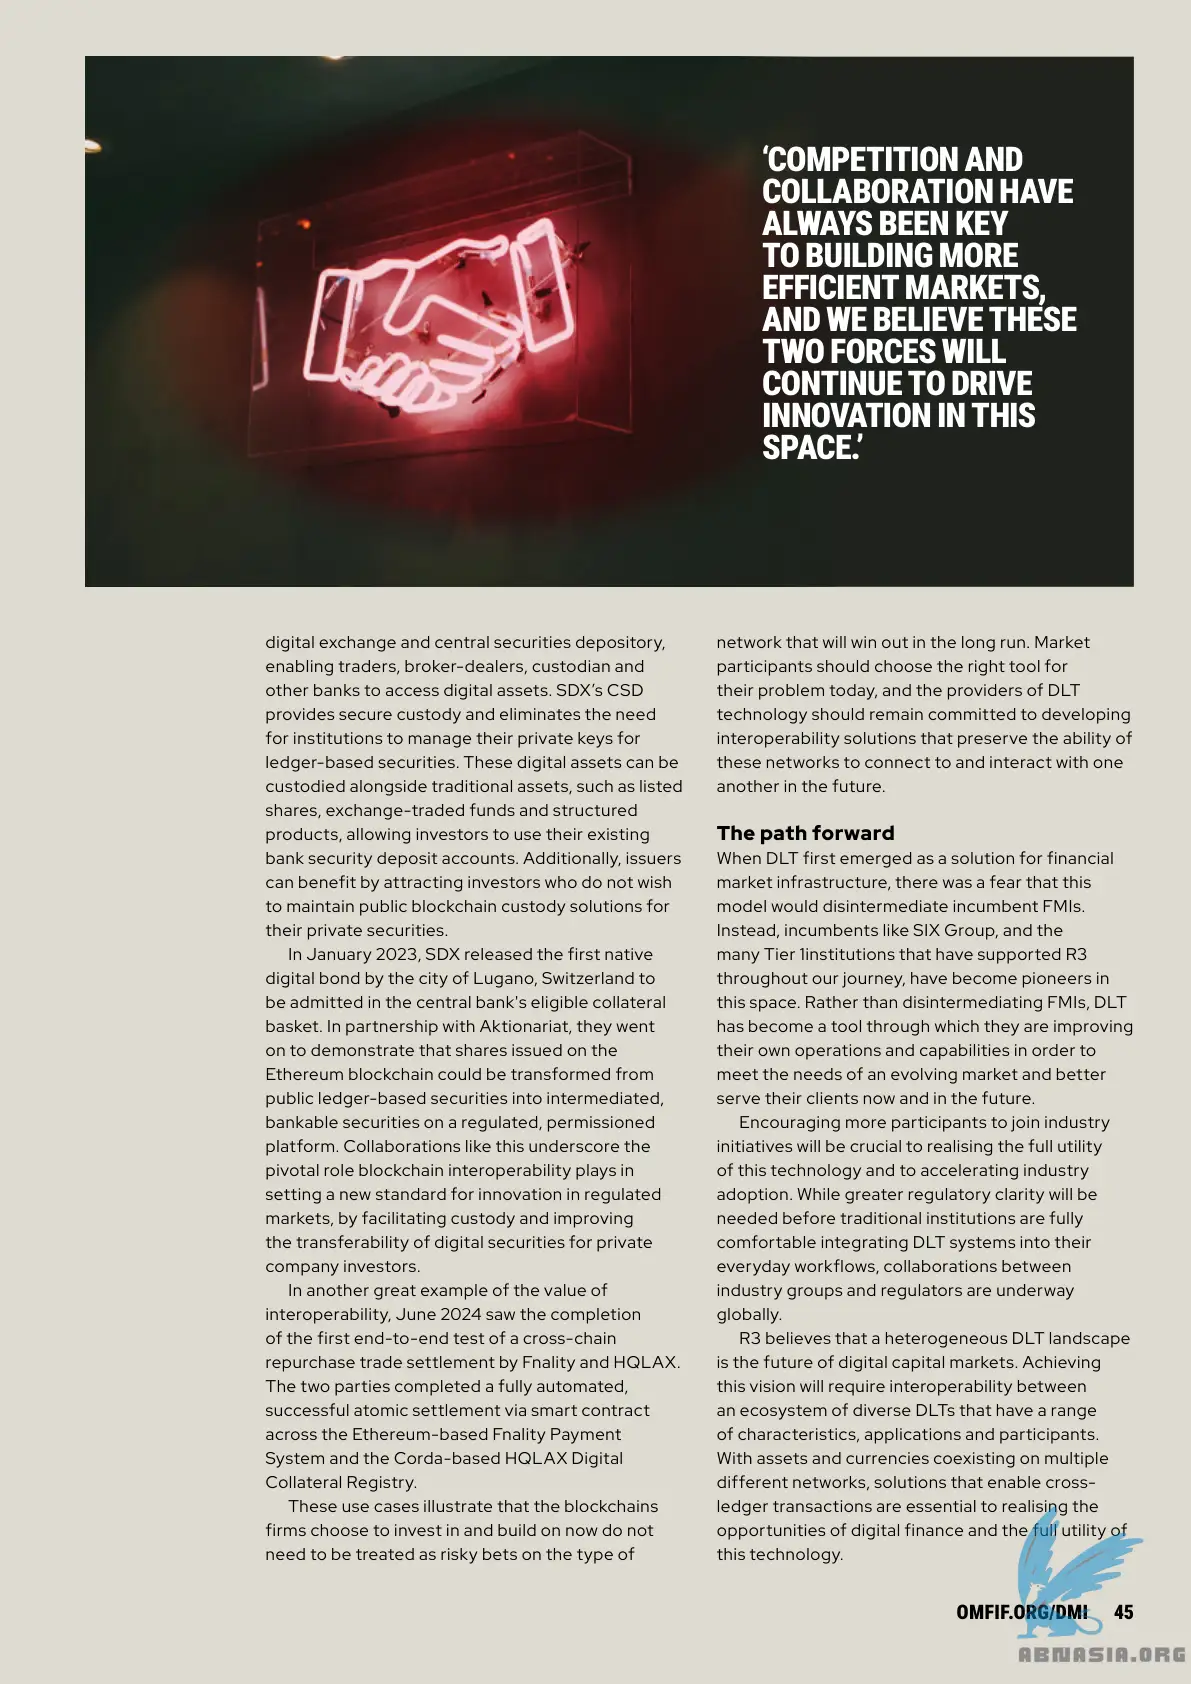 ‘COMPETITION AND
COLLABORATION HAVE
ALWAYS BEEN KEY
TO BUILDING MORE
EFFICIENT MARKETS,
AND WE BELIEVE THESE
TWO FORCES WILL
CONTINUE TO DRIVE
INNOVATION IN THIS
SPACE.’
digital exchange and central securities depository,
enabling traders, broker-dealers, custodian and
other banks to access digital assets. SDX’s CSD
provides secure custody and eliminates the need
for institutions to manage their private keys for
ledger-based securities. These digital assets can be
custodied alongside traditional assets, such as listed
shares, exchange-traded funds and structured
products, allowing investors to use their existing
bank security deposit accounts. Additionally, issuers
can benefit by attracting investors who do not wish
to maintain public blockchain custody solutions for
their private securities.
In January 2023, SDX released the first native
digital bond by the city of Lugano, Switzerland to
be admitted in the central bank's eligible collateral
basket. In partnership with Aktionariat, they went
on to demonstrate that shares issued on the
Ethereum blockchain could be transformed from
public ledger-based securities into intermediated,
bankable securities on a regulated, permissioned
platform. Collaborations like this underscore the
pivotal role blockchain interoperability plays in
setting a new standard for innovation in regulated
markets, by facilitating custody and improving
the transferability of digital securities for private
company investors.
In another great example of the value of
interoperability, June 2024 saw the completion
of the first end-to-end test of a cross-chain
repurchase trade settlement by Fnality and HQLAX.
The two parties completed a fully automated,
successful atomic settlement via smart contract
across the Ethereum-based Fnality Payment
System and the Corda-based HQLAX Digital
Collateral Registry.
These use cases illustrate that the blockchains
firms choose to invest in and build on now do not
need to be treated as risky bets on the type of
network that will win out in the long run. Market
participants should choose the right tool for
their problem today, and the providers of DLT
technology should remain committed to developing
interoperability solutions that preserve the ability of
these networks to connect to and interact with one
another in the future.
The path forward
When DLT first emerged as a solution for financial
market infrastructure, there was a fear that this
model would disintermediate incumbent FMIs.
Instead, incumbents like SIX Group, and the
many Tier 1institutions that have supported R3
throughout our journey, have become pioneers in
this space. Rather than disintermediating FMIs, DLT
has become a tool through which they are improving
their own operations and capabilities in order to
meet the needs of an evolving market and better
serve their clients now and in the future.
Encouraging more participants to join industry
initiatives will be crucial to realising the full utility
of this technology and to accelerating industry
adoption. While greater regulatory clarity will be
needed before traditional institutions are fully
comfortable integrating DLT systems into their
everyday workflows, collaborations between
industry groups and regulators are underway
globally.
R3 believes that a heterogeneous DLT landscape
is the future of digital capital markets. Achieving
this vision will require interoperability between
an ecosystem of diverse DLTs that have a range
of characteristics, applications and participants.
With assets and currencies coexisting on multiple
different networks, solutions that enable cross-
ledger transactions are essential to realising the
opportunities of digital finance and the full utility of
this technology.
OMFIF.ORG/DMI 45
ABNASIA.ORG